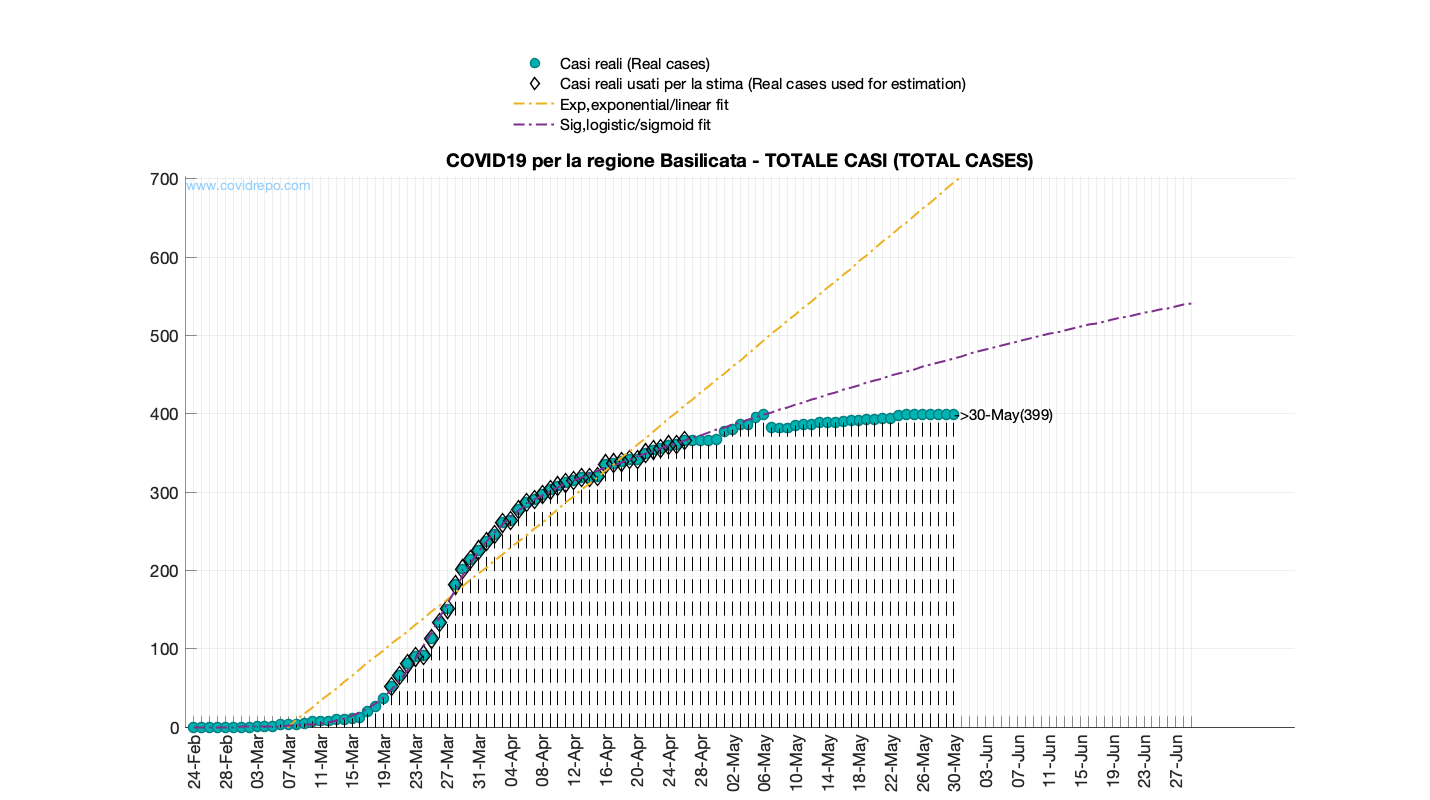 Casi reali (Real cases)
Casi reali usati per la stima (Real cases used for estimation)
Exp,exponential/linear fit
Sig,logistic/sigmoid fit
COVID19 per la regione Basilicata - TOTALE CASI (TOTAL CASES)
www.covidrepo.com
700
600
500
400
300
200
100
0
->30-May(399)
24-Feb
28-Feb
03-Mar
07-Mar
11-Mar
15-Mar
19-Mar
23-Mar
27-Mar
31-Mar
04-Apr
08-Apr
12-Apr
16-Apr
20-Apr
24-Apr
28-Apr
02-May
06-May
10-May
14-May
18-May
22-May
26-May
30-May
03-Jun
07-Jun
11-Jun
15-Jun
19-Jun
23-Jun
27-Jun